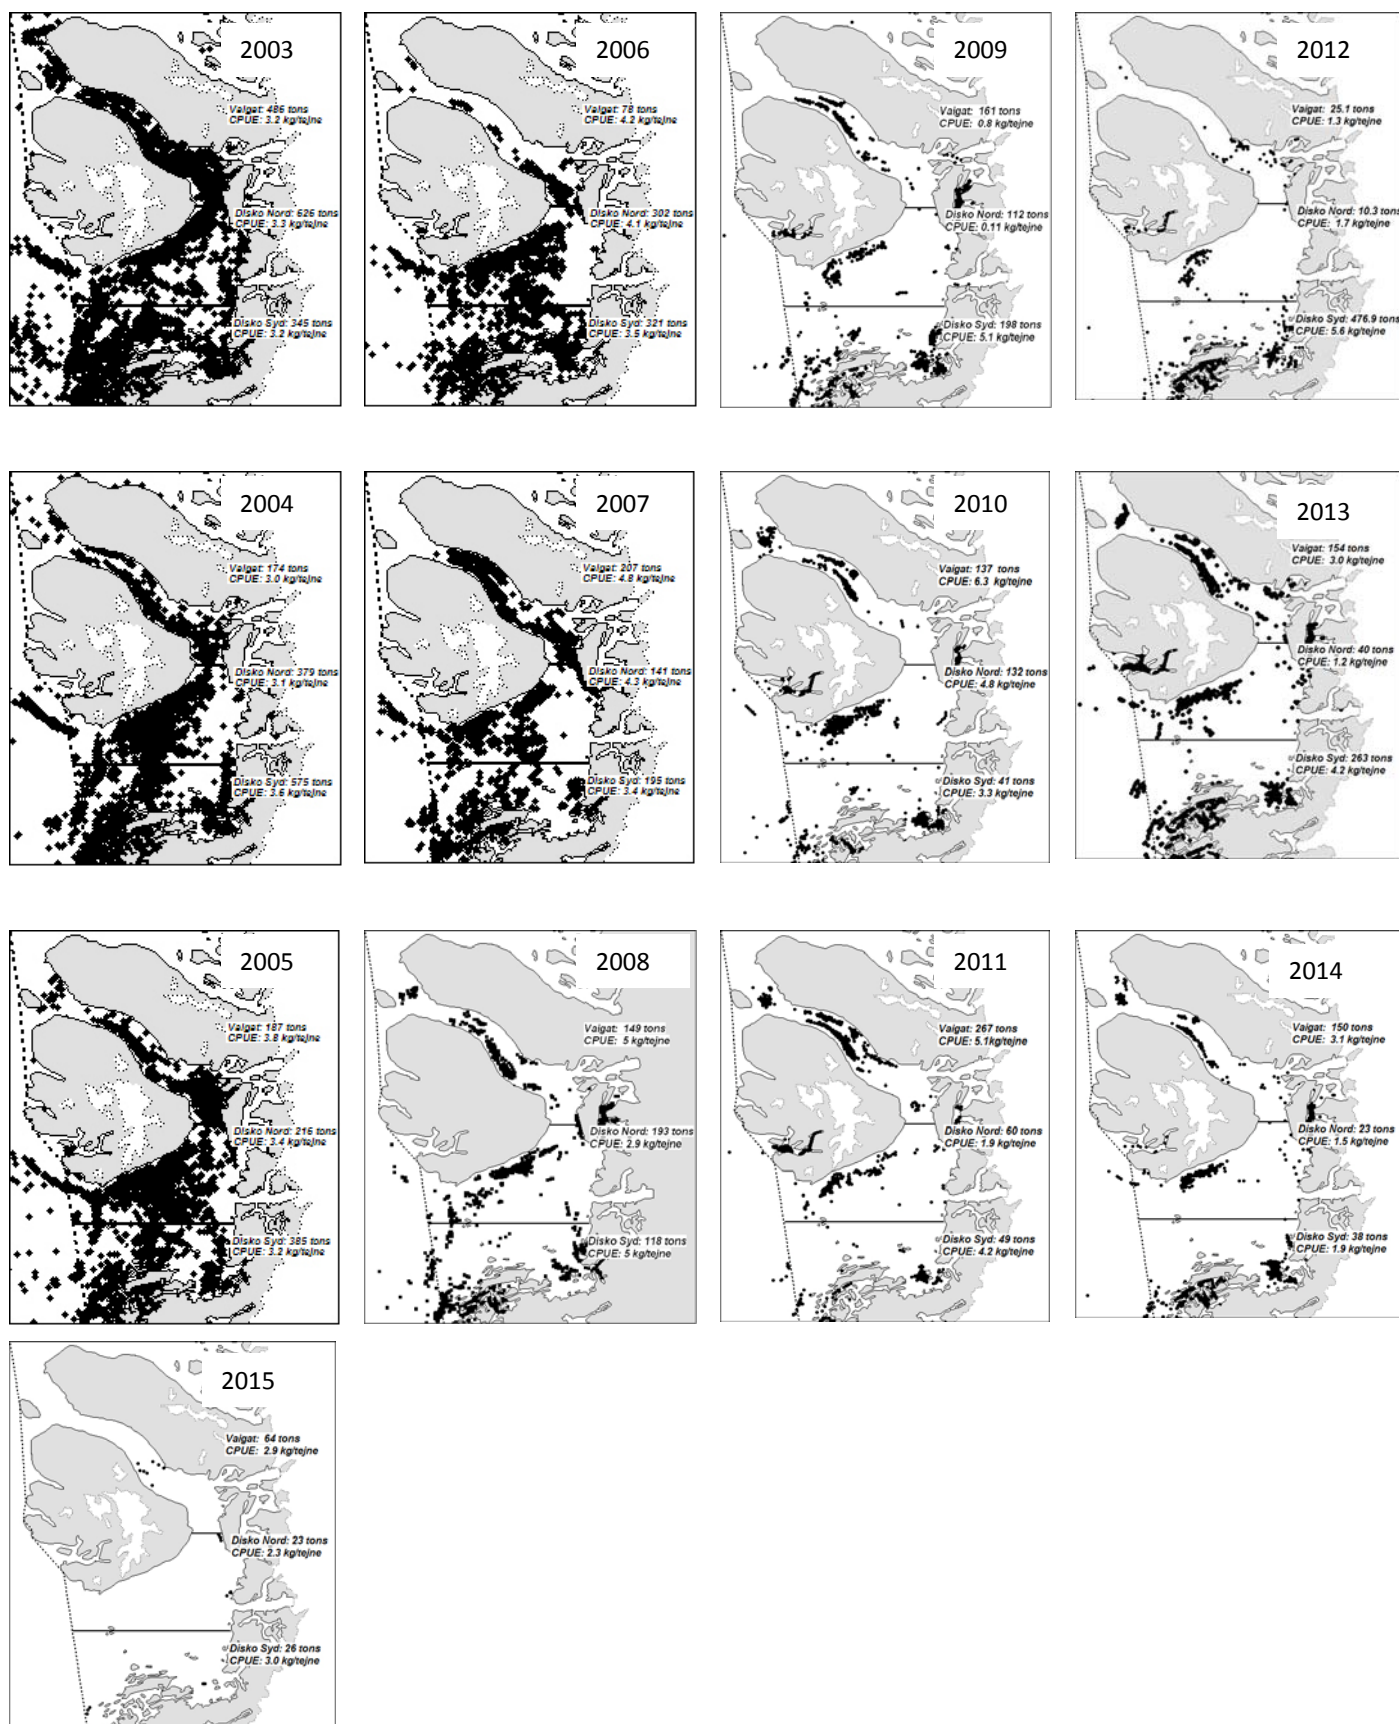 2003
Vaigat: 486 tons
CPUE: 3.2 kg/tejne
Disko Nord: 626 tons
CPUE: 3.3 kg/tejne
Disko Syd: 345 tons
CPUE: 3.2 kg/tejne
2006
Vaigat: 78 tons
CPUE: 4.2 kg/tejne
Disko Nord: 302 tons
CPUE: 4.1 kg/tejne
Disko Syd: 321 tons
CPUE: 3.5 kg/tejne
2009
Vaigat: 161 tons
CPUE: 0.8 kg/tejne
Disko Nord: 112 tons
CPUE: 0.11 kg/tejne
Disko Syd: 198 tons
CPUE: 5.1 kg/tejne
2012
Vaigat: 25.1 tons
CPUE: 1.3 kg/tejne
Disko Nord: 10.3 tons
CPUE: 1.7 kg/tejne
Disko Syd: 476.9 tons
CPUE: 5.6 kg/tejne
2004
Vaigat: 174 tons
CPUE: 3.0 kg/tejne
Disko Nord: 379 tons
CPUE: 3.1 kg/tejne
Disko Syd: 575 tons
CPUE: 3.6 kg/tejne
2007
Vaigat: 207 tons
CPUE: 4.8 kg/tejne
Disko Nord: 141 tons
CPUE: 4.3 kg/tejne
Disko Syd: 195 tons
CPUE: 3.4 kg/tejne
2010
Vaigat: 137 tons
CPUE: 6.3 kg/tejne
Disko Nord: 132 tons
CPUE: 4.8 kg/tejne
Disko Syd: 41 tons
CPUE: 3.3 kg/tejne
2013
Vaigat: 154 tons
CPUE: 3.0 kg/tejne
Disko Nord: 40 tons
CPUE: 1.2 kg/tejne
Disko Syd: 263 tons
CPUE: 4.2 kg/tejne
2005
Vaigat: 187 tons
CPUE: 3.8 kg/tejne
Disko Nord: 216 tons
CPUE: 3.4 kg/tejne
Disko Syd: 385 tons
CPUE: 3.2 kg/tejne
2008
Vaigat: 149 tons
CPUE: 5 kg/tejne
Disko Nord: 193 tons
CPUE: 2.9 kg/tejne
Disko Syd: 118 tons
CPUE: 5 kg/tejne
2011
Vaigat: 267 tons
CPUE: 5.1kg/tejne
Disko Nord: 60 tons
CPUE: 1.9 kg/tejne
Disko Syd: 49 tons
CPUE: 4.2 kg/tejne
2014
Vaigat: 150 tons
CPUE: 3.1 kg/tejne
Disko Nord: 23 tons
CPUE: 1.5 kg/tejne
Disko Syd: 38 tons
CPUE: 1.9 kg/tejne
2015
Vaigat: 64 tons
CPUE: 2.9 kg/tejne
Disko Nord: 23 tons
CPUE: 2.3 kg/tejne
Disko Syd: 26 tons
CPUE: 3.0 kg/tejne